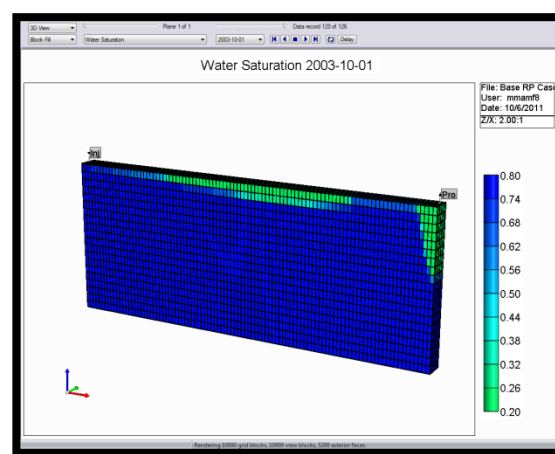 3D View
Plane 1 of 1
Data record 120 of 126
Block Fill
Water Saturation
2003-10-01
Delay
Water Saturation 2003-10-01
File: Base RP Case
User: mmamf8
Date: 10/6/2011
Z/X: 2.00:1
Inj
Pro
0.80
0.74
0.68
0.62
0.56
0.50
0.44
0.38
0.32
0.26
0.20
Rendering 10000 grid blocks, 10000 view blocks, 5200 exterior faces.